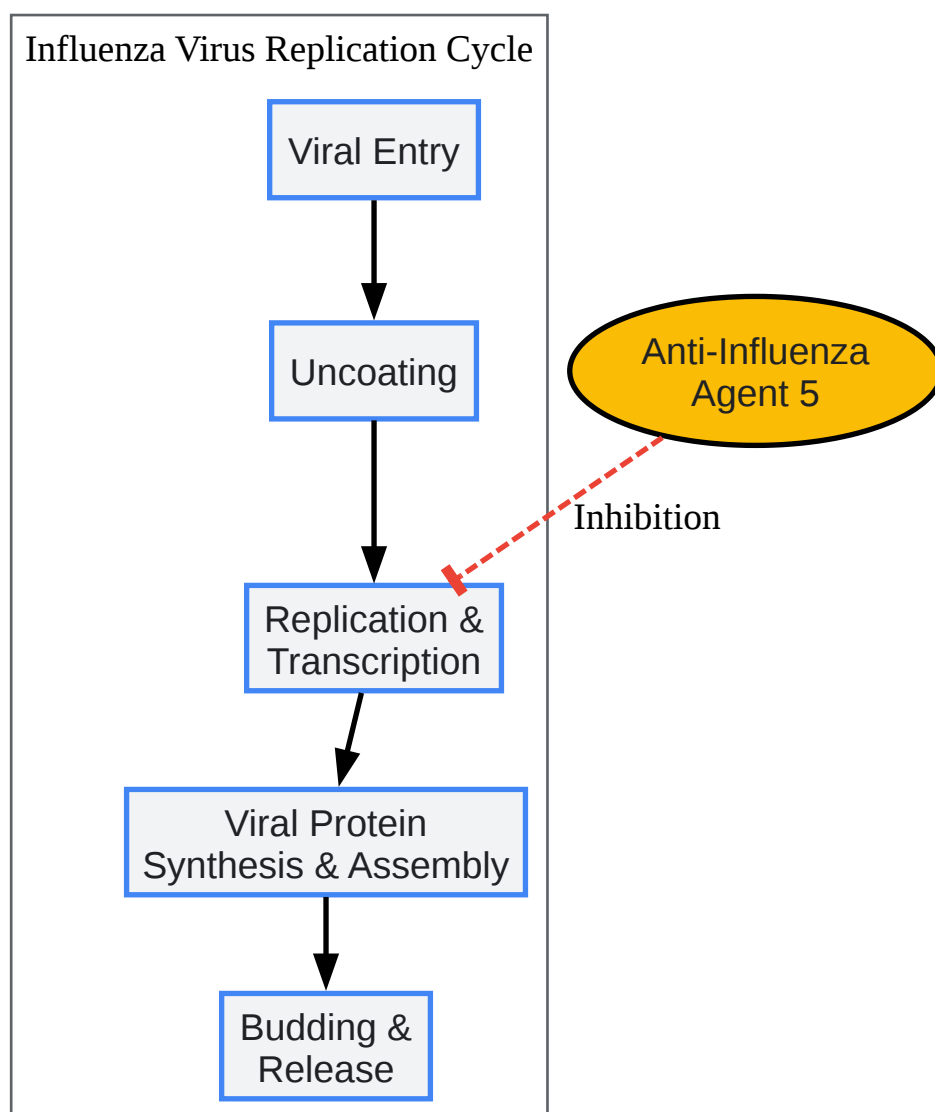 Influenza Virus Replication Cycle
Viral Entry
Uncoating
Anti-Influenza
Agent 5
Inhibition
Replication &
Transcription
Viral Protein
Synthesis & Assembly
Budding &
Release